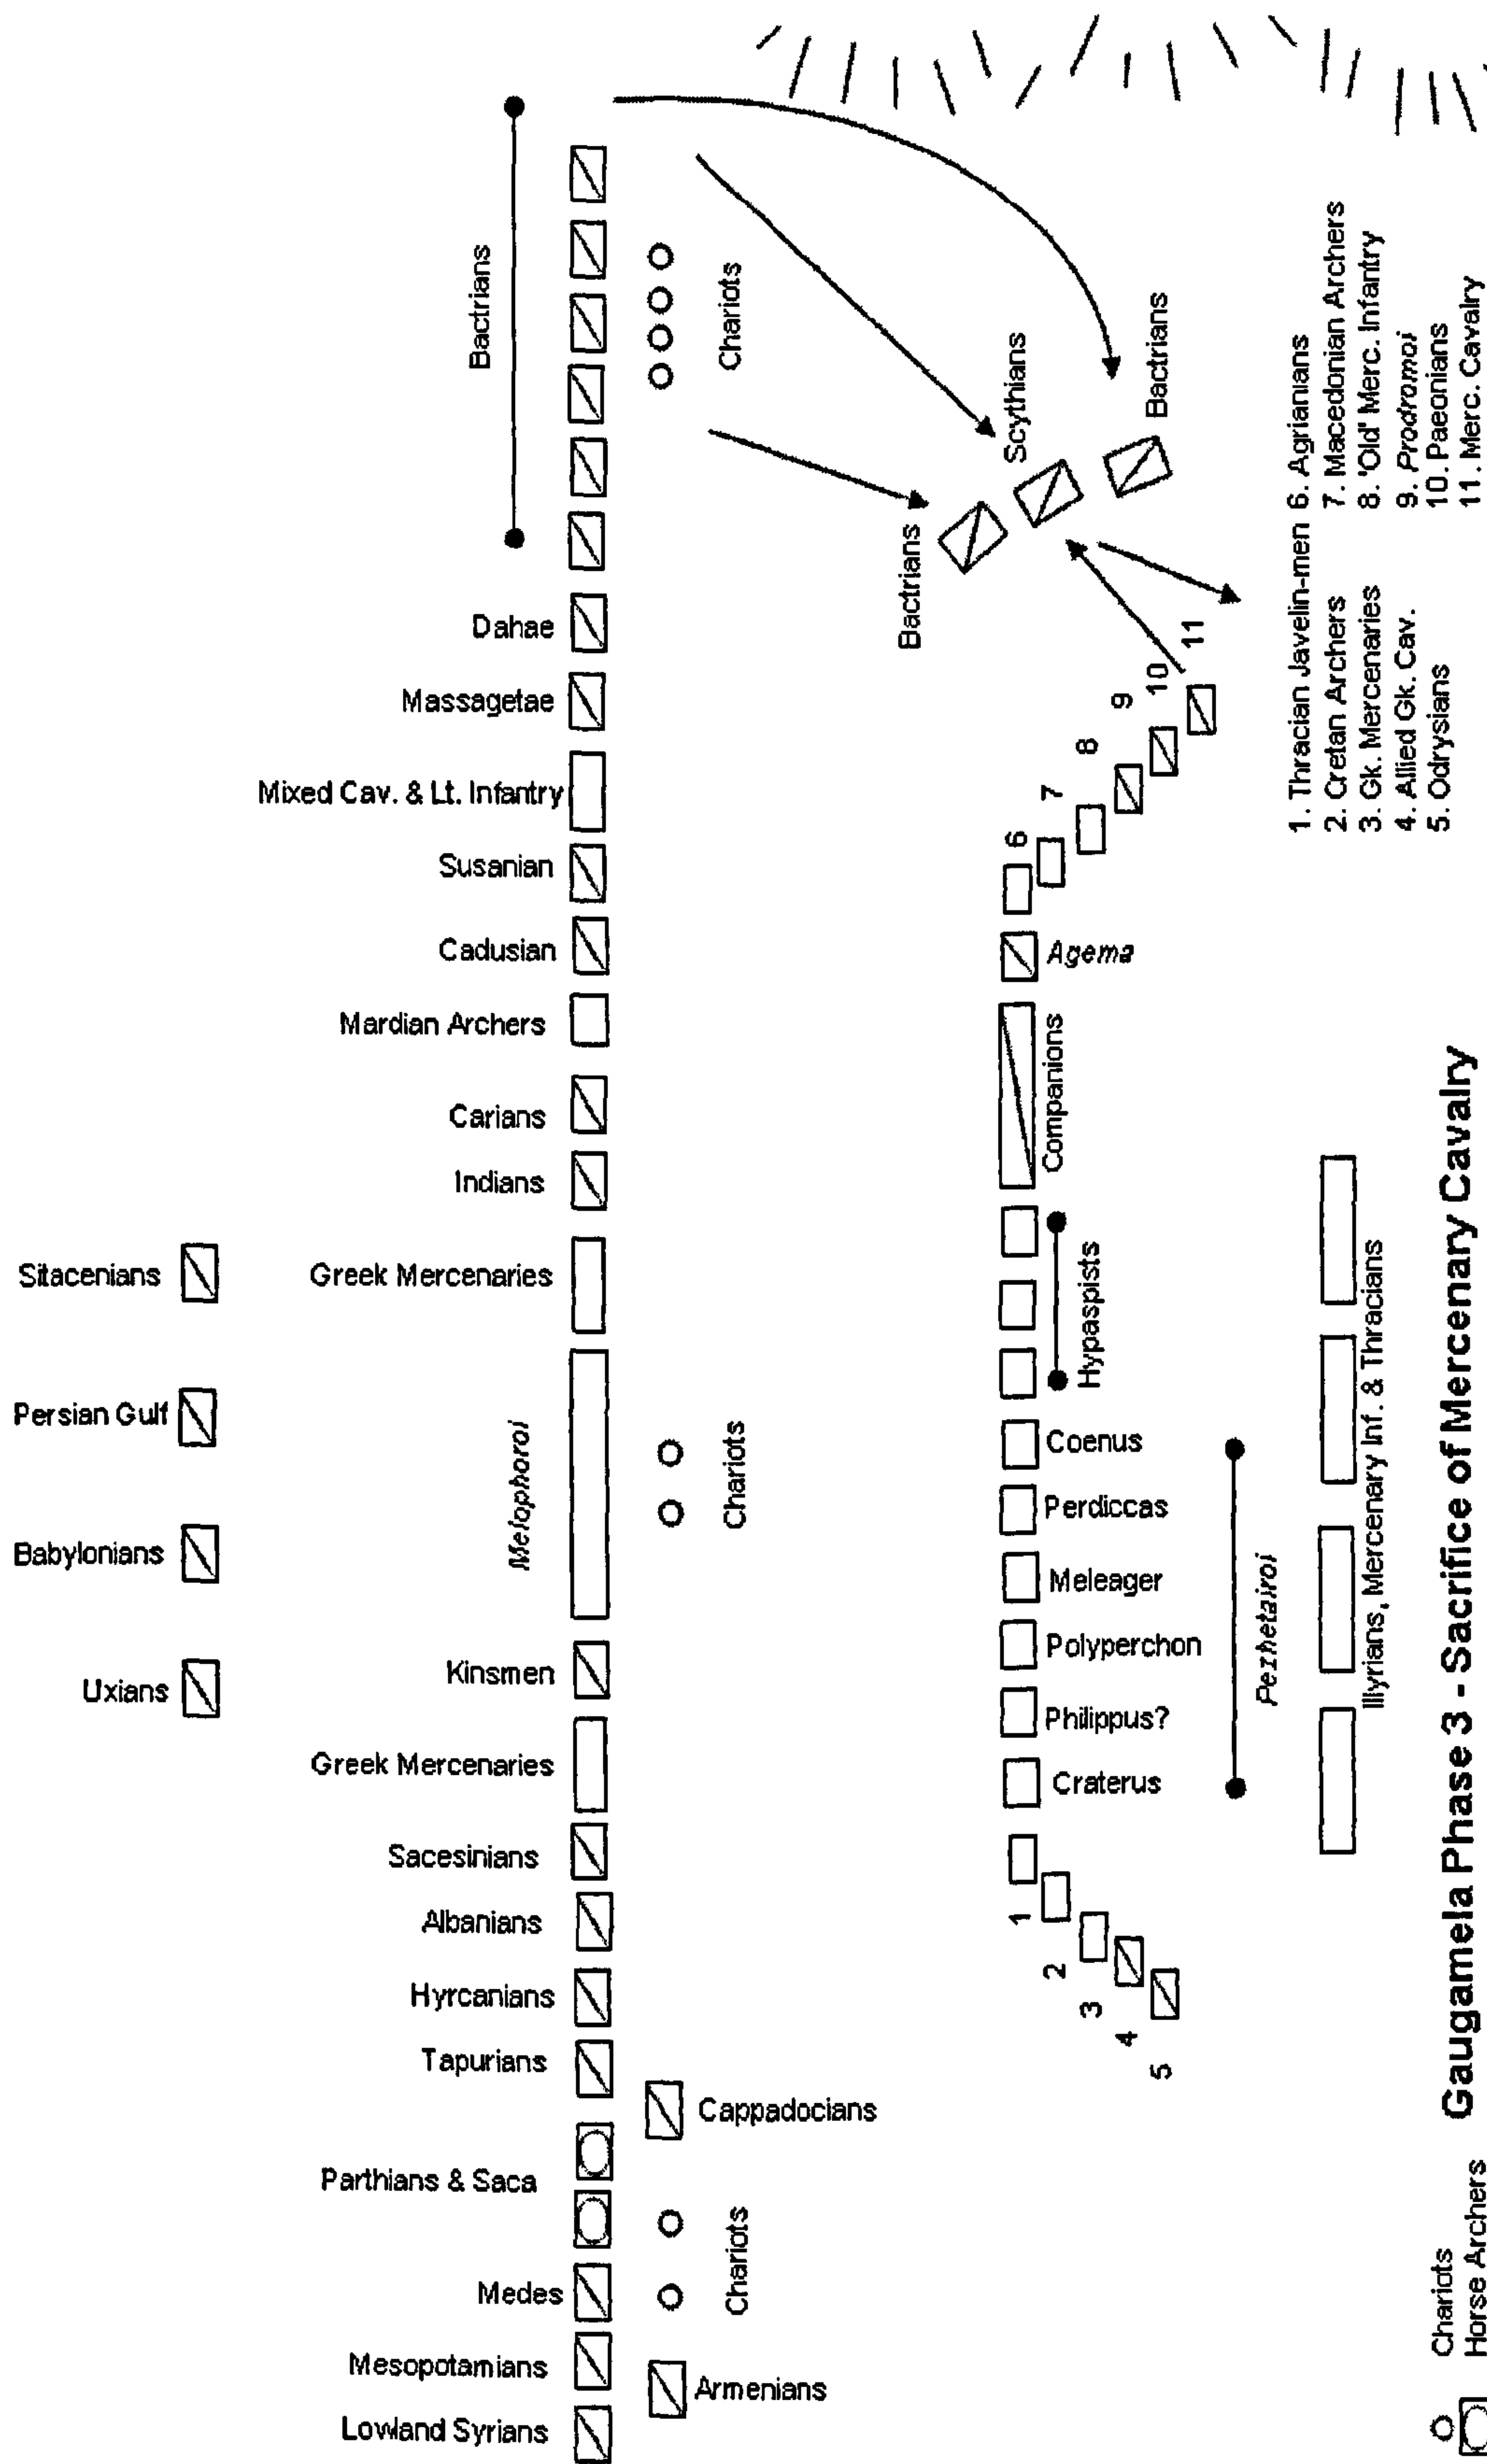 Sitacenians
Persian Gulf
Babylonians
Uxians
Bactrians
Dahae
Massagetae
Mixed Cav. & Lt. Infantry
Susanian
Cadusian
Mardian Archers
Carians
Indians
Greek Mercenaries
Melophoroi
Kinsmen
Greek Mercenaries
Sacesinians
Albanians
Hyrcanians
Tapurians
Parthians & Saca
Medes
Mesopotamians
Lowland Syrians
Chariots
Chariots
Cappadocians
Chariots
Armenians
Bactrians
Scythians
Bactrians
6
7
8
9
10
11
Agema
Companions
Hypaspists
Coenus
Perdiccas
Meleager
Polyperchon
Philippus?
Craterus
Pezhetairoi
1
2
3
4
5
Illyrians, Mercenary Inf. & Thracians
1. Thracian Javelin-men 6. Agrianians
2. Cretan Archers 7. Macedonian Archers
3. Gk. Mercenaries 8. 'Old' Merc. Infantry
4. Allied Gk. Cav. 9. Prodromoi
5. Odrysians 10. Paeonians
11. Merc. Cavalry
Gaugamela Phase 3 - Sacrifice of Mercenary Cavalry
Chariots
Horse Archers